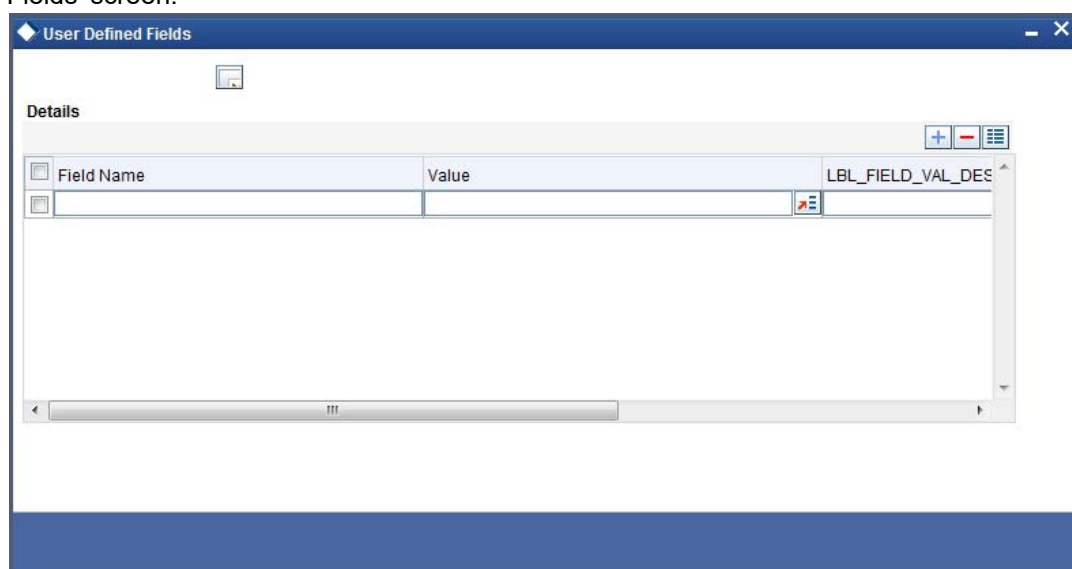 Fields' screen.
User Defined Fields
Details
Field Name Value LBL_FIELD_VAL_DES